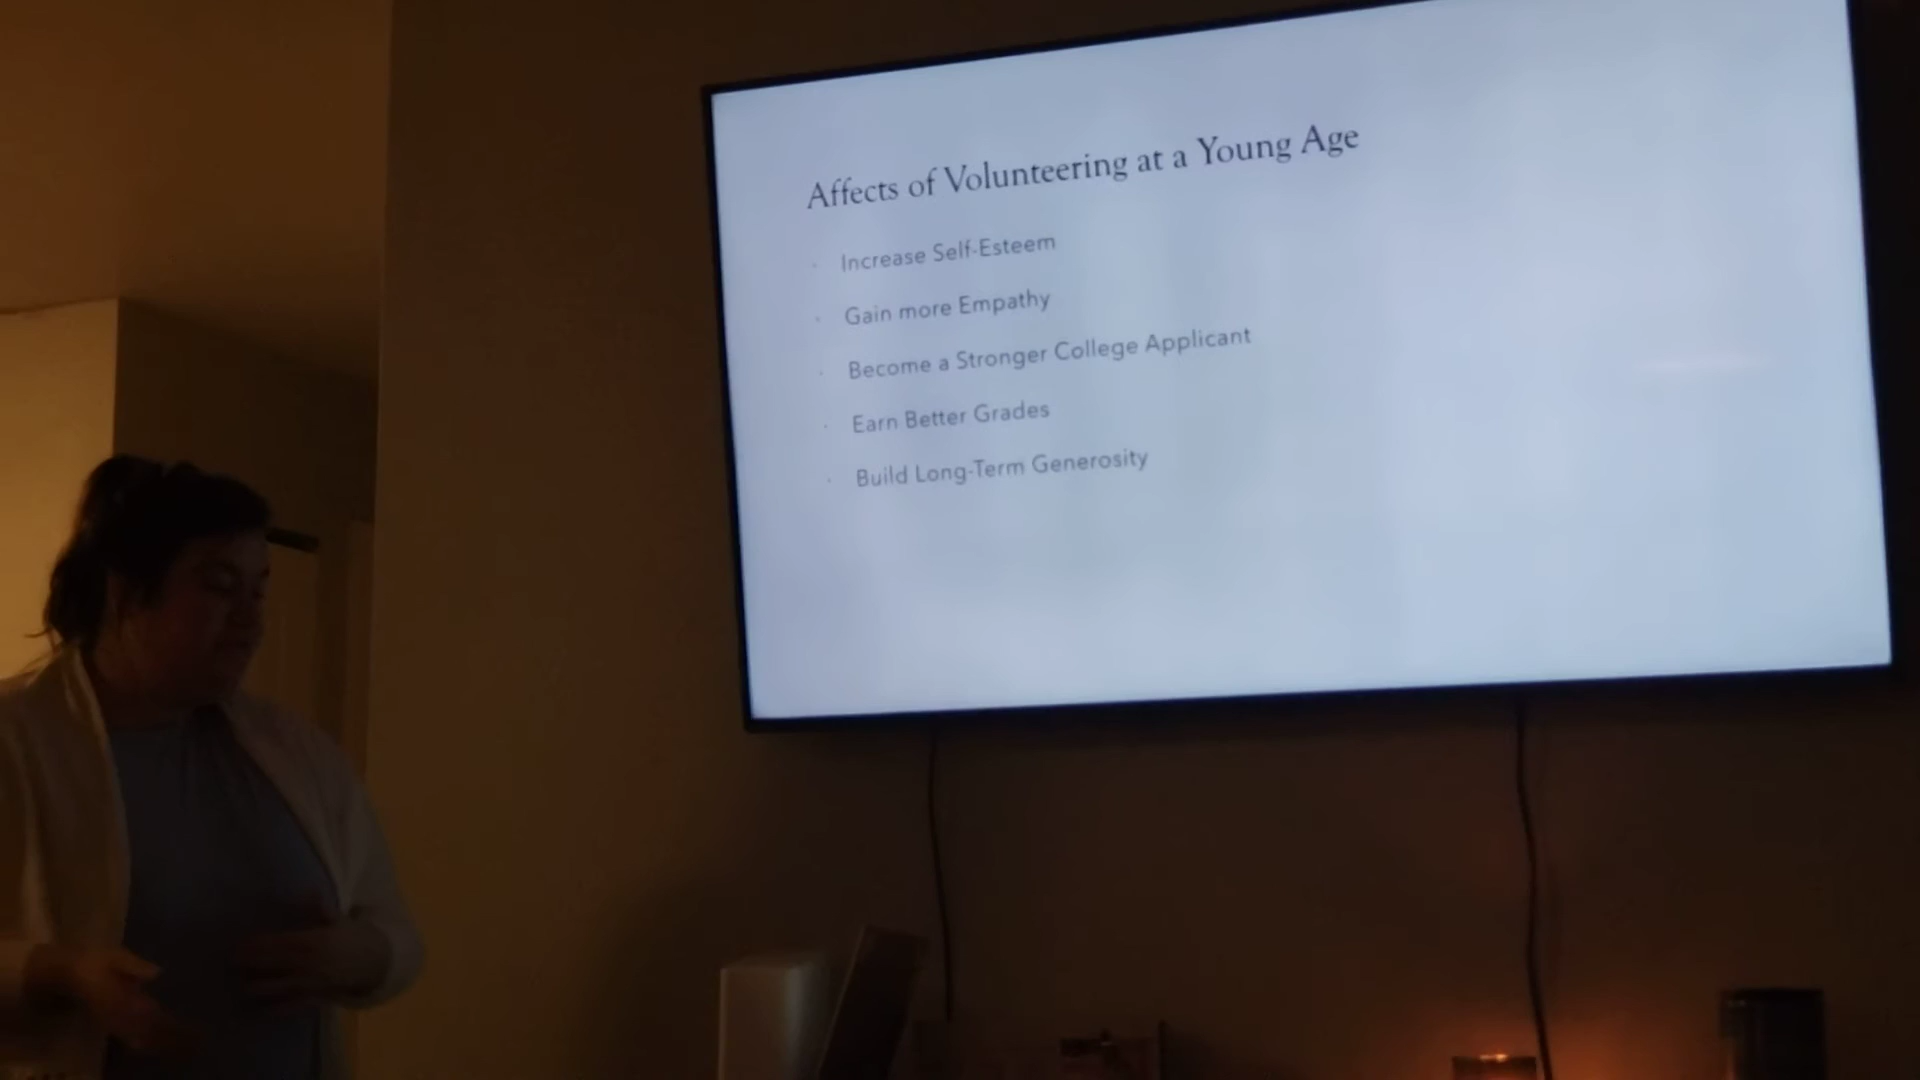 Affects of Volunteering at a Young Age
Increase Self-Esteem
Gain more Empathy
Become a Stronger College Applicant
Earn Better Grades
Build Long-Term Generosity